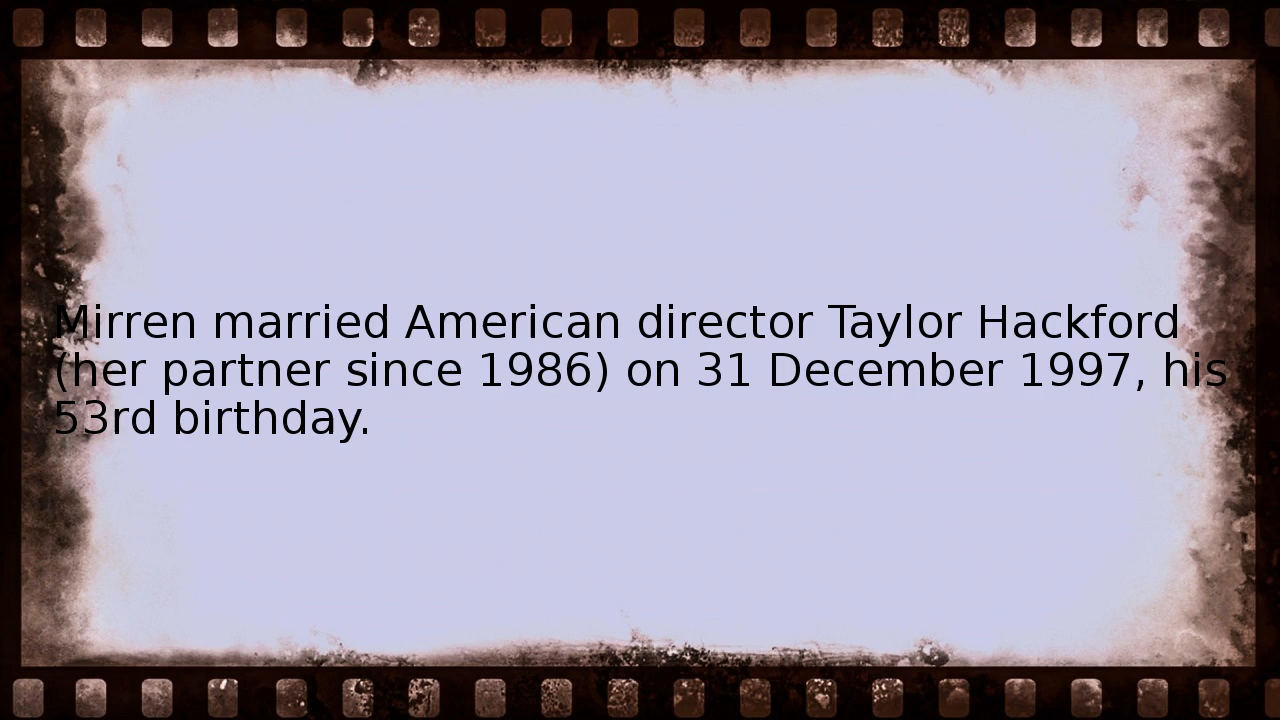 Mirren married American director Taylor Hackford
(her partner since 1986) on 31 December 1997, his
53rd birthday.